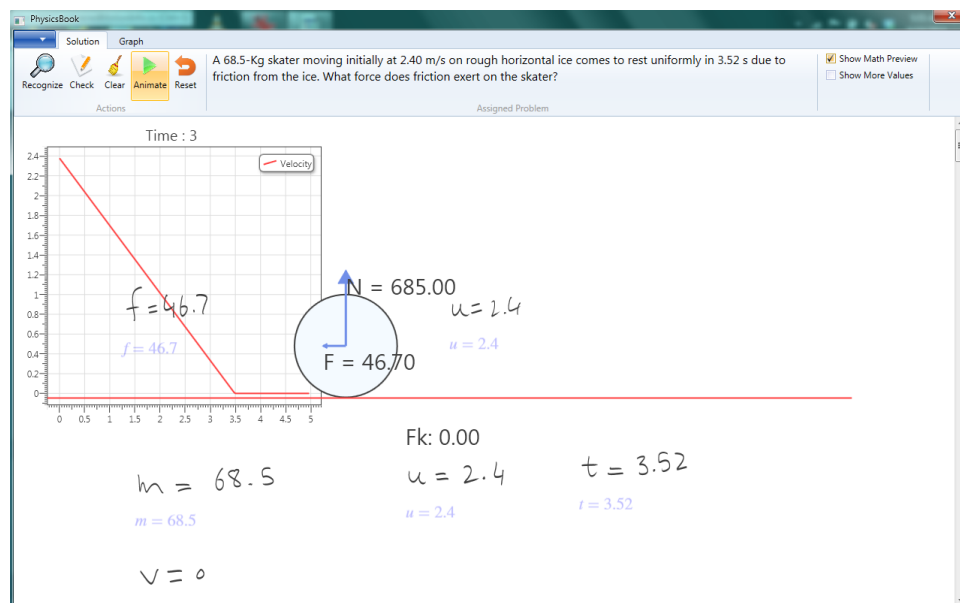 PhysicsBook
Solution Graph
Recognize Check Clear Animate Reset
Actions
A 68.5-Kg skater moving initially at 2.40 m/s on rough horizontal ice comes to rest uniformly in 3.52 s due to
friction from the ice. What force does friction exert on the skater?
Assigned Problem
Show Math Preview
Show More Values
Time : 3
Velocity
2.4
2.2
2
1.8
1.6
1.4
1.2
1
0.8
0.6
0.4
0.2
0
0 0.5 1 1.5 2 2.5 3 3.5 4 4.5 5
f = 46.7
f = 46.7
N = 685.00
F = 46.70
u = 2.4
u = 2.4
Fk: 0.00
m = 68.5
m = 68.5
u = 2.4
u = 2.4
t = 3.52
t = 3.52
v = 0